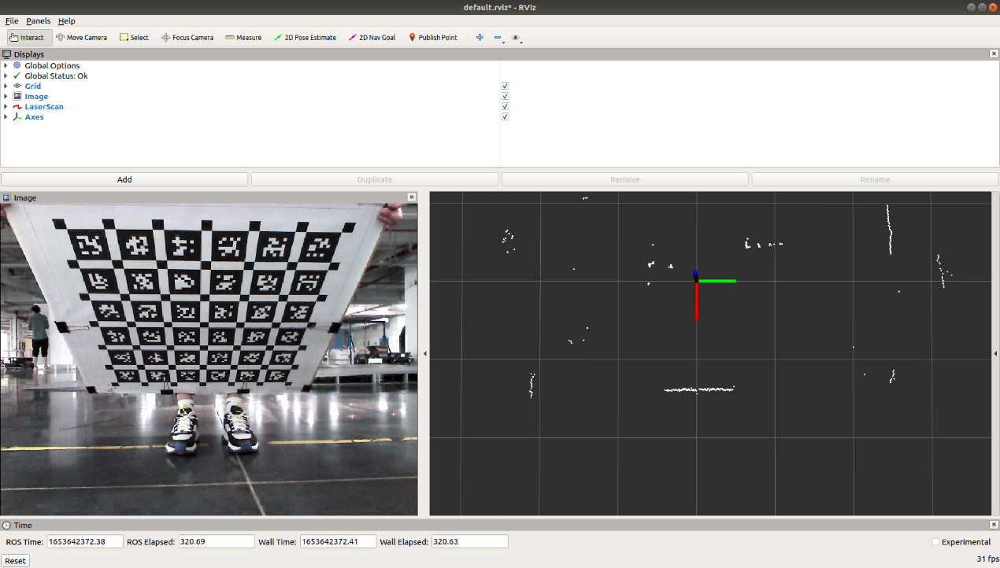 default.rviz* - RViz
File Panels Help
Interact Move Camera Select Focus Camera Measure 2D Pose Estimate 2D Nav Goal Publish Point
Displays
Global Options
Global Status: Ok
Grid
Image
LaserScan
Axes
Add Duplicate Remove Rename
Image
Time
ROS Time: 1653642372.38 ROS Elapsed: 320.69 Wall Time: 1653642372.41 Wall Elapsed: 320.63 Experimental
Reset 31 fps